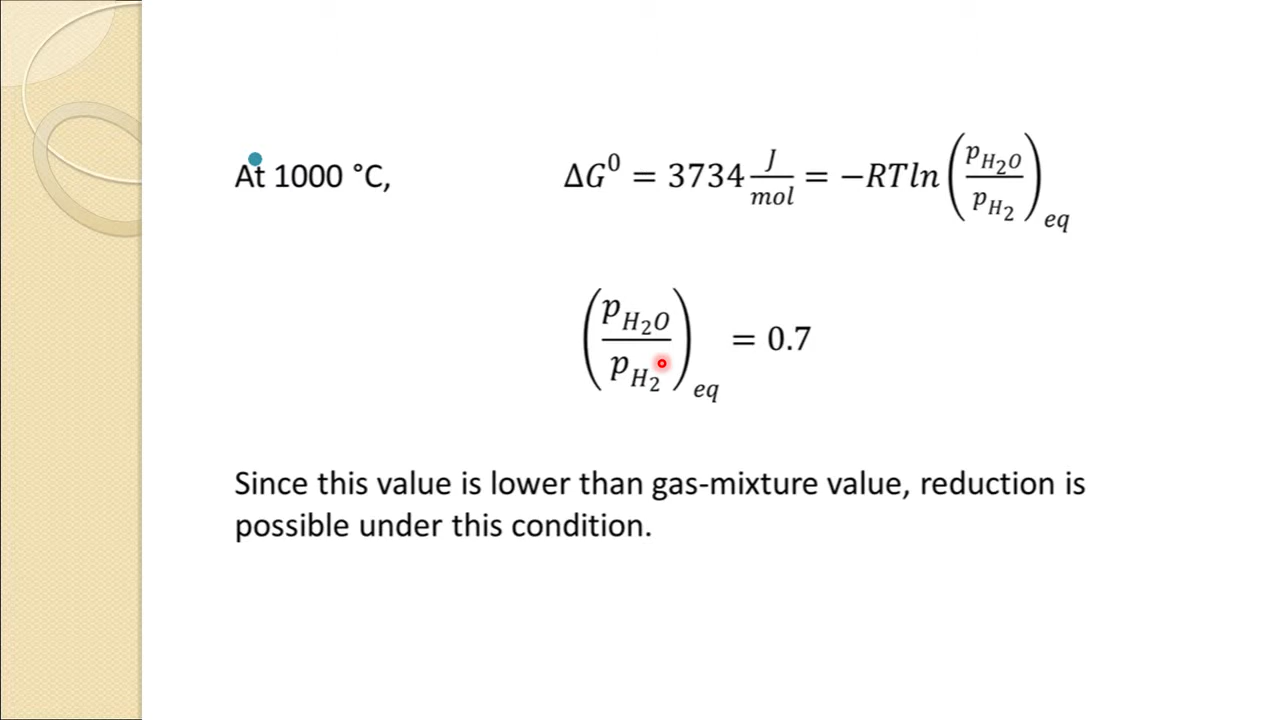 At 1000 °C, ΔG⁰ = 3734 J/mol = −RTln(p_H₂O/p_H₂)_eq
(p_H₂O/p_H₂)_eq = 0.7
Since this value is lower than gas-mixture value, reduction is
possible under this condition.